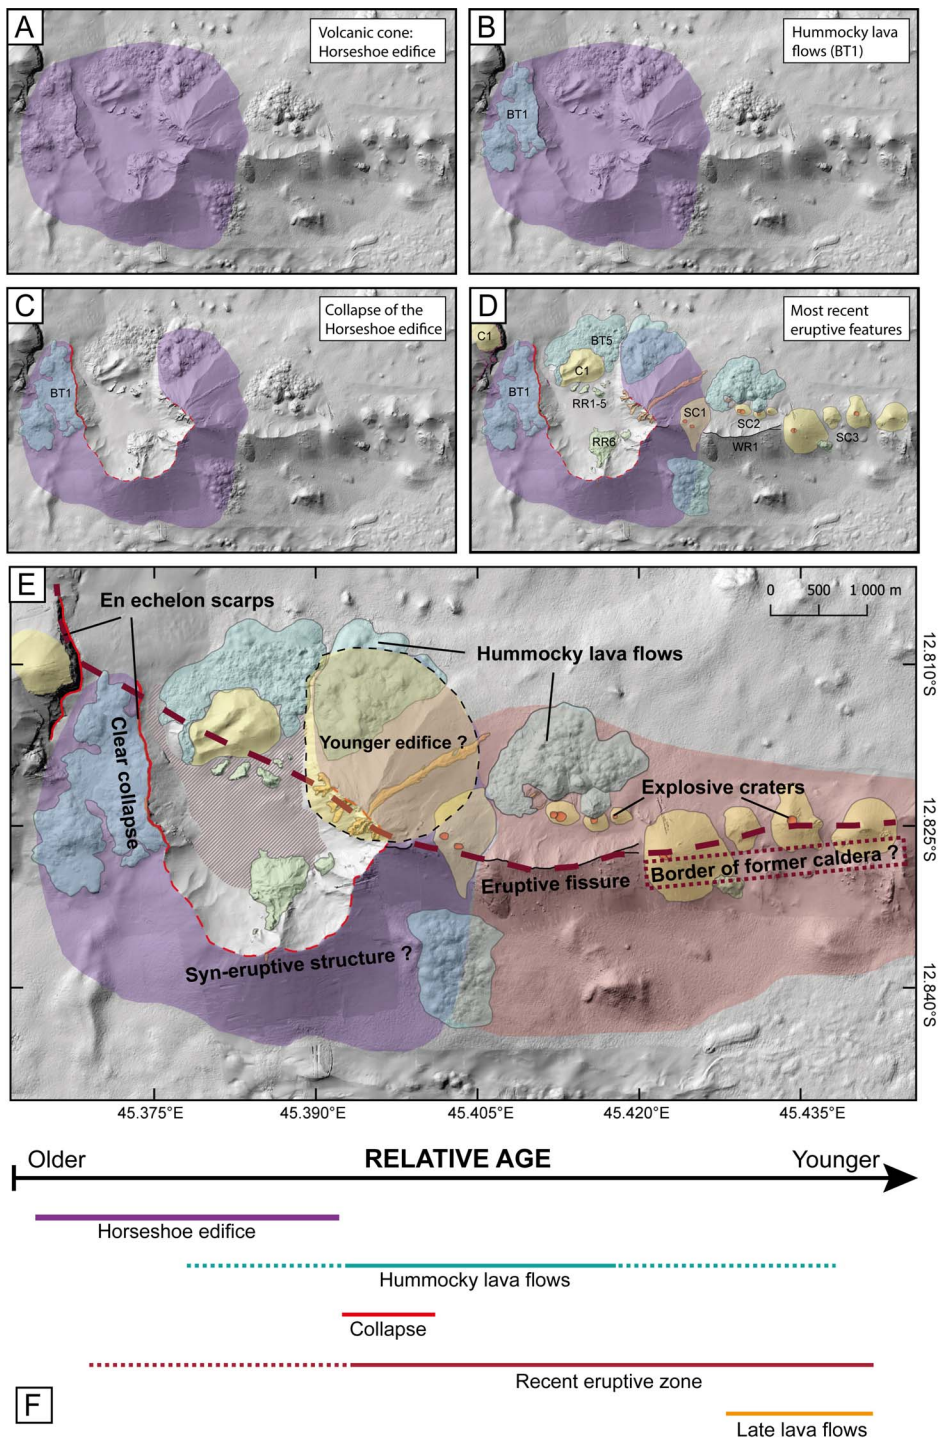 A
Volcanic cone:
Horseshoe edifice
B
Hummocky lava
flows (BT1)
BT1
C
Collapse of the
Horseshoe edifice
BT1
D
Most recent
eruptive features
C1
BT5
C1
BT1
RR1-5
SC1
SC2
SC3
RR6
WR1
E
En echelon scarps
0 500 1 000 m
Hummocky lava flows
12.810°S
Clear collapse
Younger edifice ?
Explosive craters
12.825°S
Border of former caldera ?
Eruptive fissure
Syn-eruptive structure ?
12.840°S
45.375°E 45.390°E 45.405°E 45.420°E 45.435°E
Older RELATIVE AGE Younger
Horseshoe edifice
Hummocky lava flows
Collapse
Recent eruptive zone
F
Late lava flows